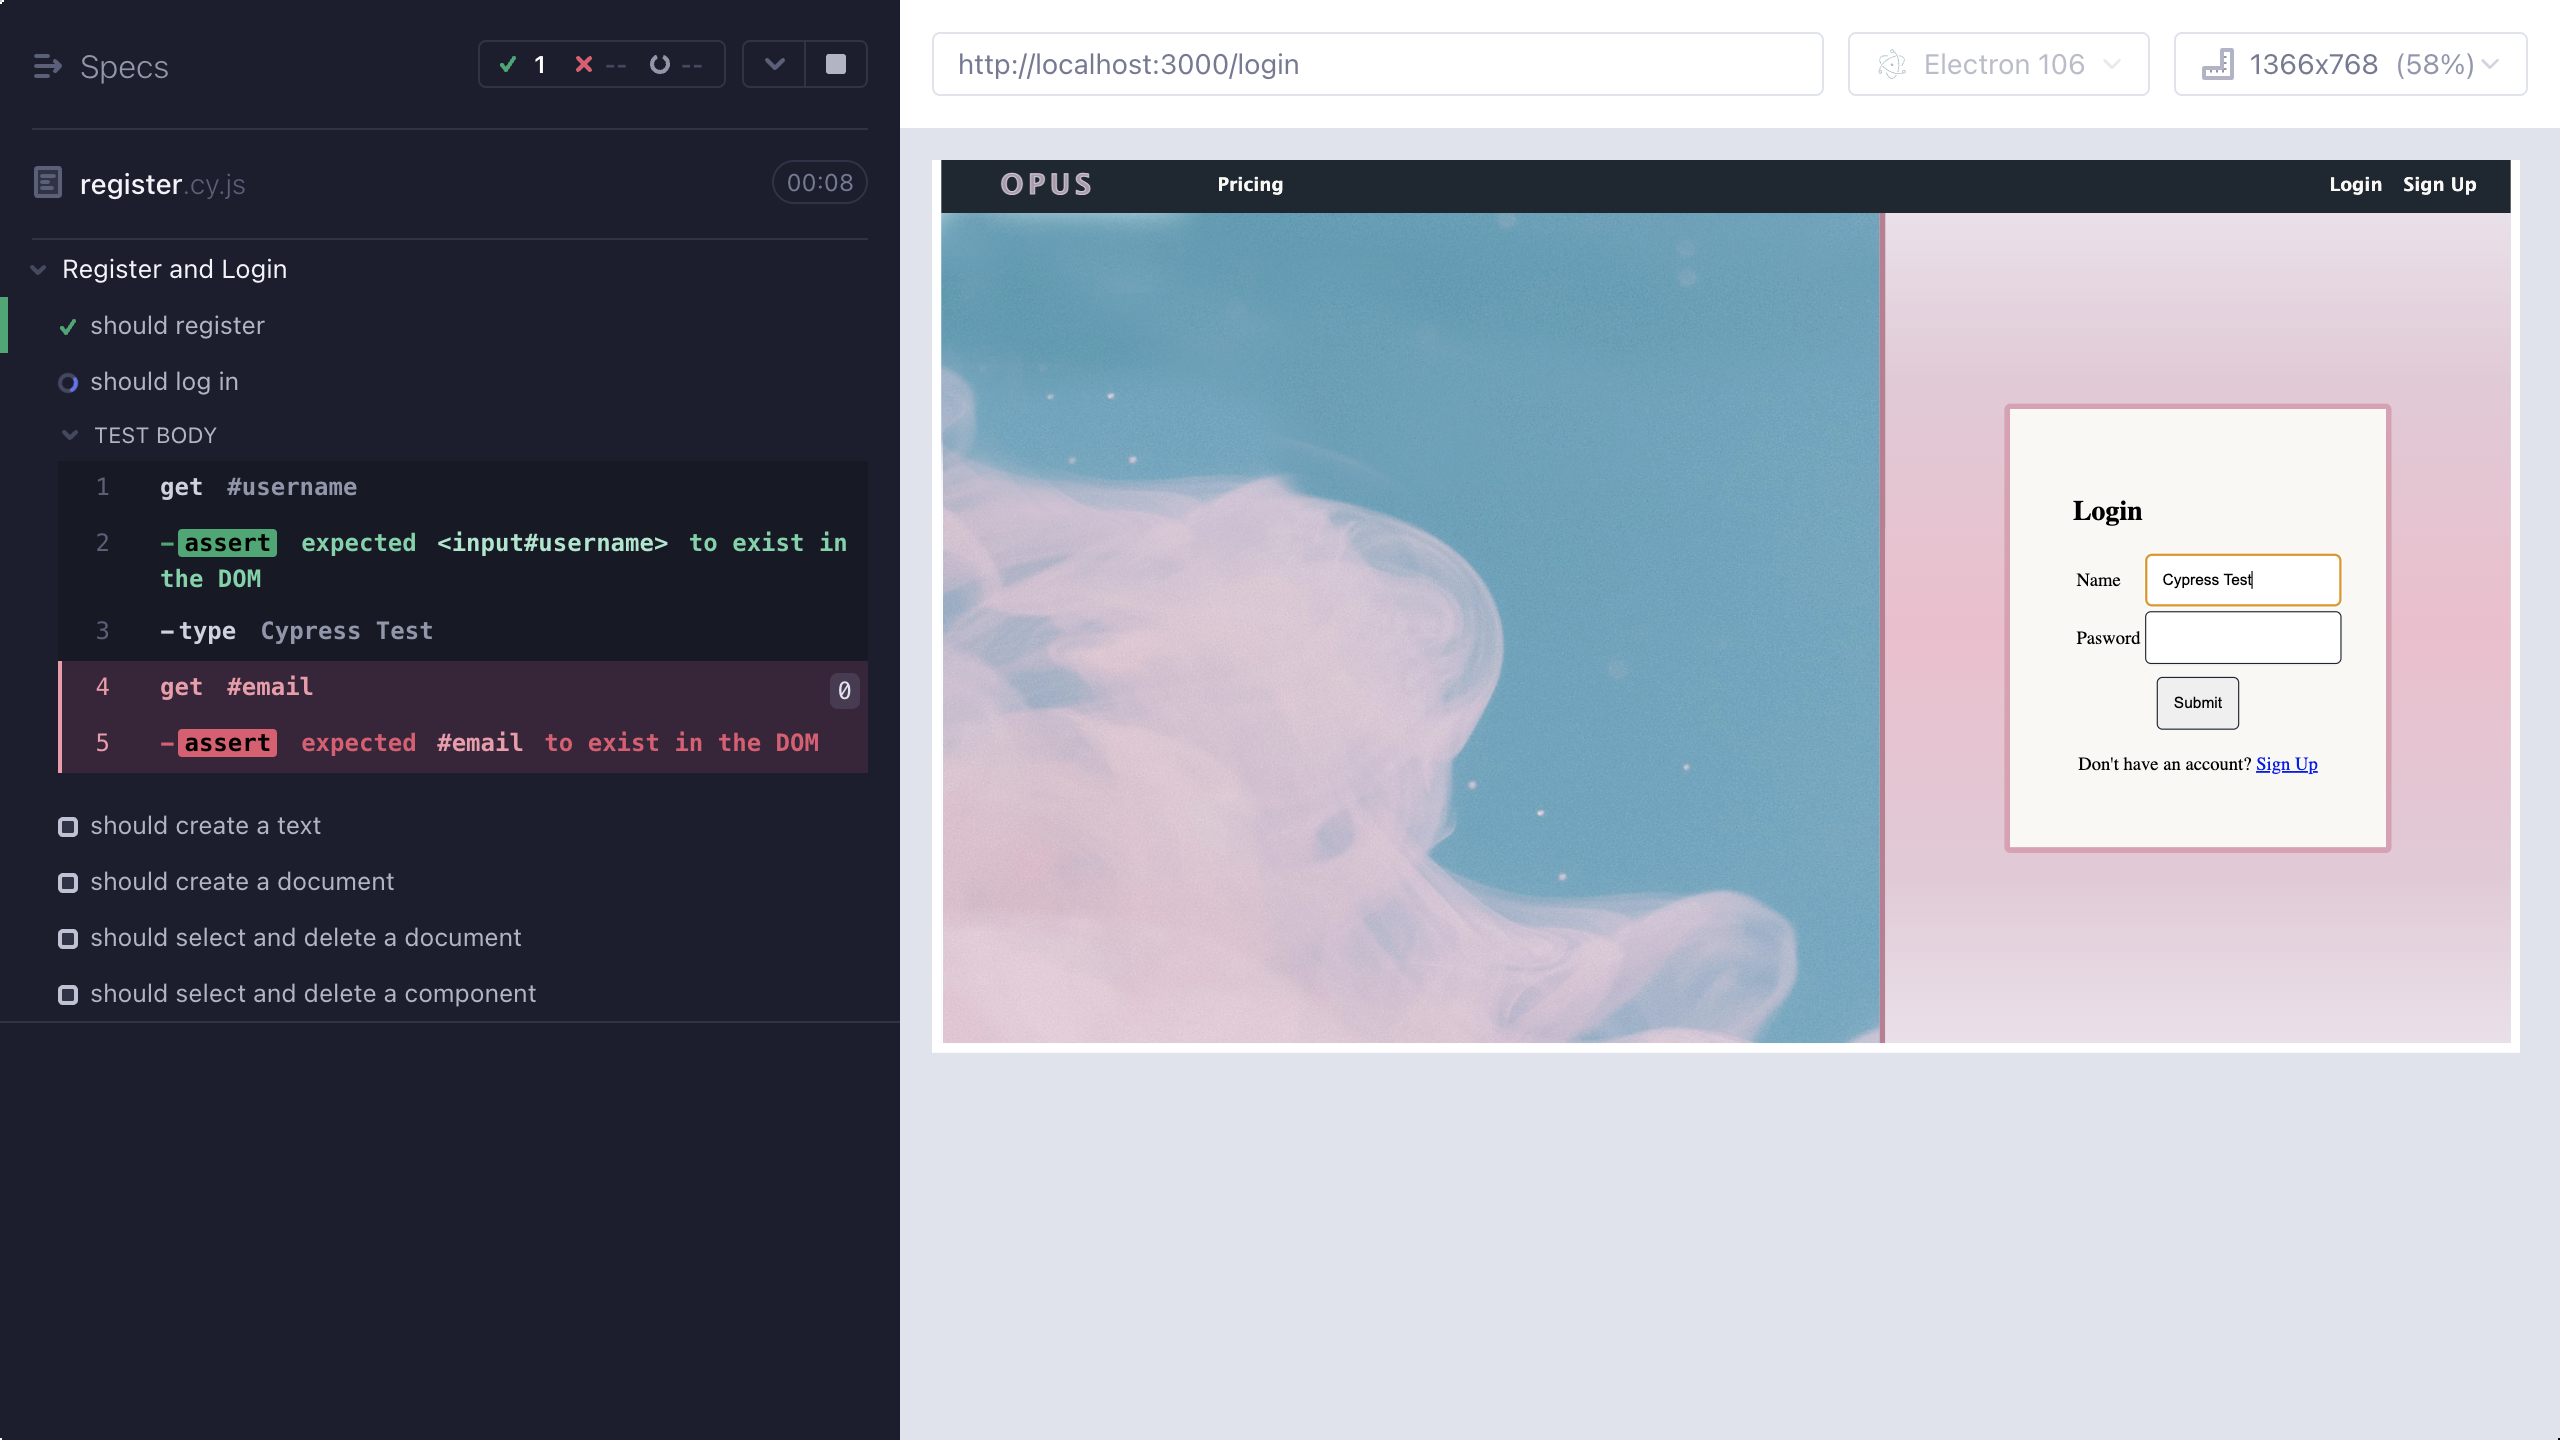 Specs
1 -- --
register.cy.js 00:08
Register and Login
should register
should log in
TEST BODY
1 get #username
2 -assert expected <input#username> to exist in
the DOM
3 -type Cypress Test
4 get #email 0
5 -assert expected #email to exist in the DOM
should create a text
should create a document
should select and delete a document
should select and delete a component
http://localhost:3000/login Electron 106 1366x768 (58%)
OPUS Pricing Login Sign Up
Login
Name Cypress Test
Pasword
Submit
Don't have an account? Sign Up